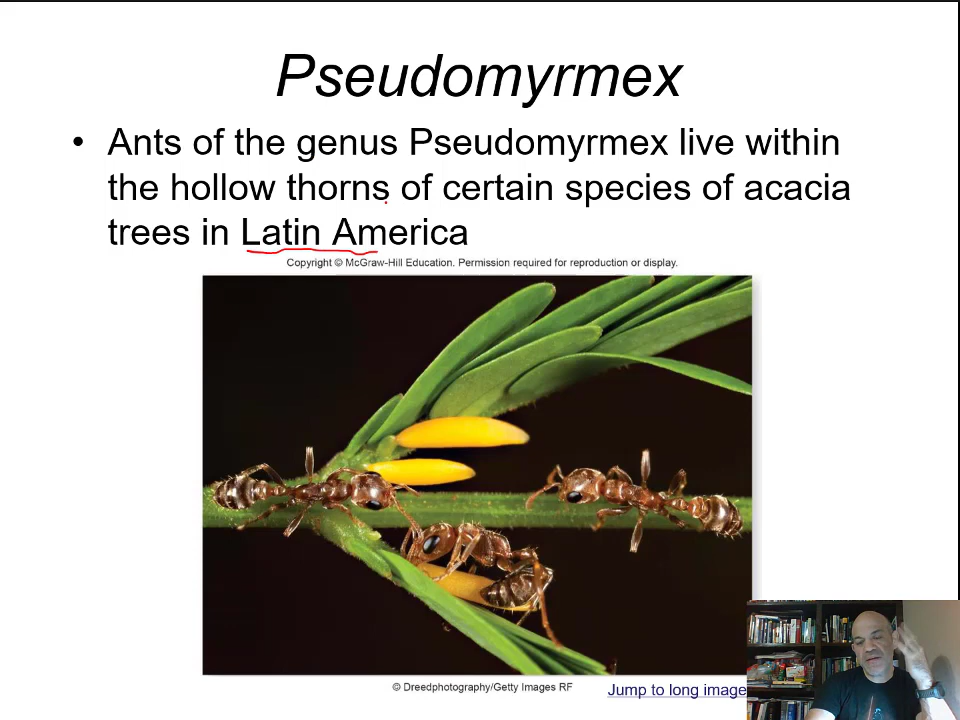 Pseudomyrmex
• Ants of the genus Pseudomyrmex live within
the hollow thorns of certain species of acacia
trees in Latin America
Copyright © McGraw-Hill Education. Permission required for reproduction or display.
© Dreedphotography/Getty Images RF
Jump to long image